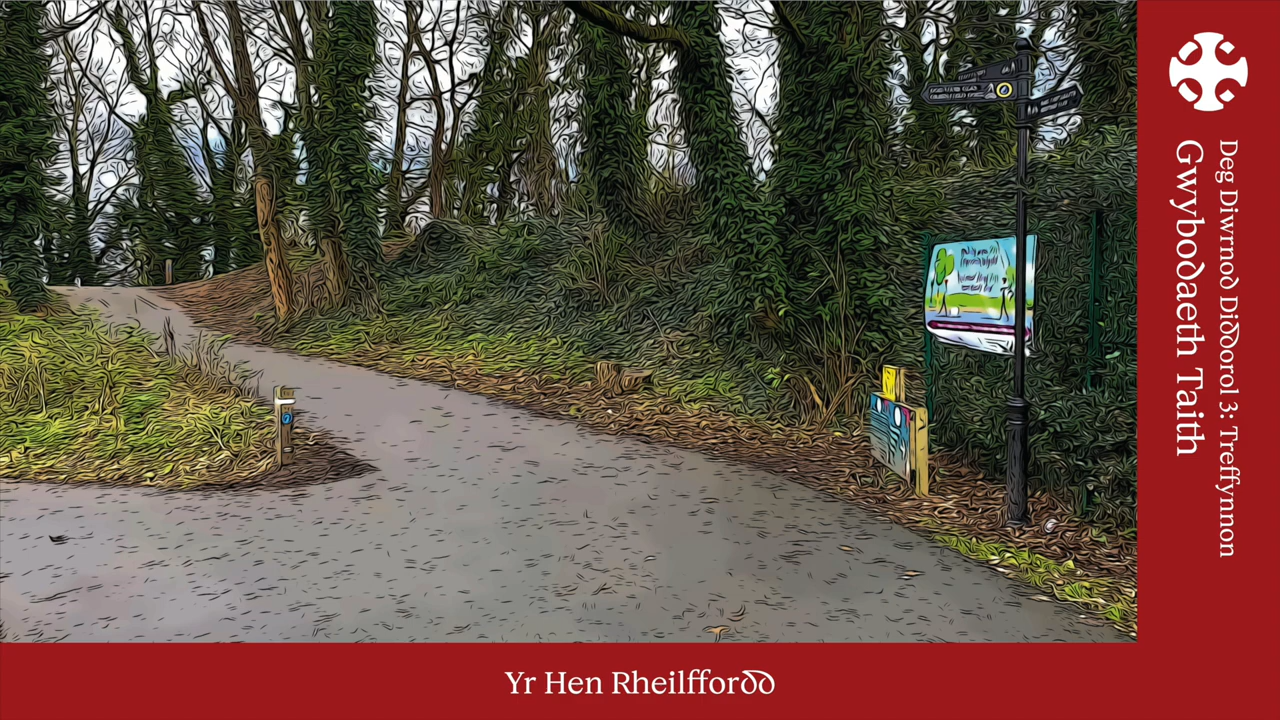 Deg Diwrnod Diddorol 3: Treffynnon
Gwybodaeth Taith
Yr Hen Rheilffordd